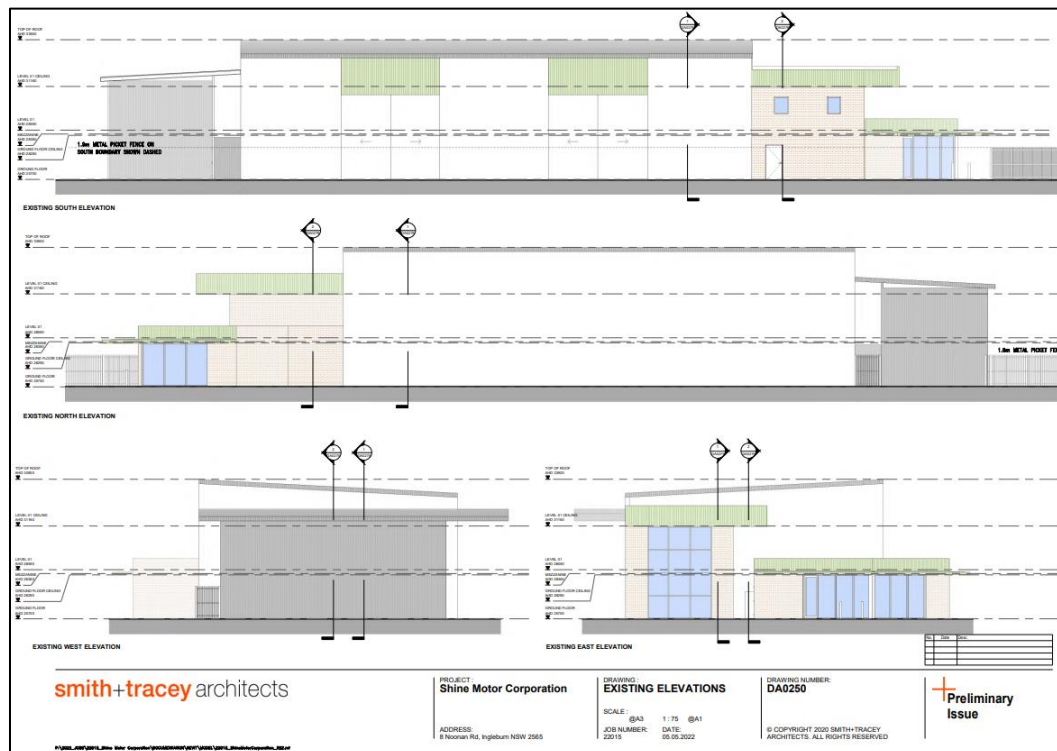 TOP OF ROOF
LEVEL 01 CEILING
LEVEL 01
MEZZANINE
GROUND FLOOR CEILING
GROUND FLOOR
1.8m METAL PICKET FENCE ON
SOUTH BOUNDARY SHOWN DASHED
EXISTING SOUTH ELEVATION
TOP OF ROOF
LEVEL 01 CEILING
LEVEL 01
MEZZANINE
GROUND FLOOR CEILING
GROUND FLOOR
1.8m METAL PICKET FE
EXISTING NORTH ELEVATION
TOP OF ROOF
LEVEL 01 CEILING
LEVEL 01
MEZZANINE
GROUND FLOOR CEILING
GROUND FLOOR
EXISTING WEST ELEVATION
TOP OF ROOF
LEVEL 01 CEILING
LEVEL 01
MEZZANINE
GROUND FLOOR CEILING
GROUND FLOOR
EXISTING EAST ELEVATION
No. Date Desc.
smith+tracey architects
PROJECT:
Shine Motor Corporation
ADDRESS:
8 Noonan Rd, Ingleburn NSW 2565
DRAWING:
EXISTING ELEVATIONS
SCALE:
@A3 1 : 75 @A1
JOB NUMBER: DATE:
22015 05.05.2022
DRAWING NUMBER:
DA0250
© COPYRIGHT 2020 SMITH+TRACEY
ARCHITECTS. ALL RIGHTS RESERVED
Preliminary
Issue